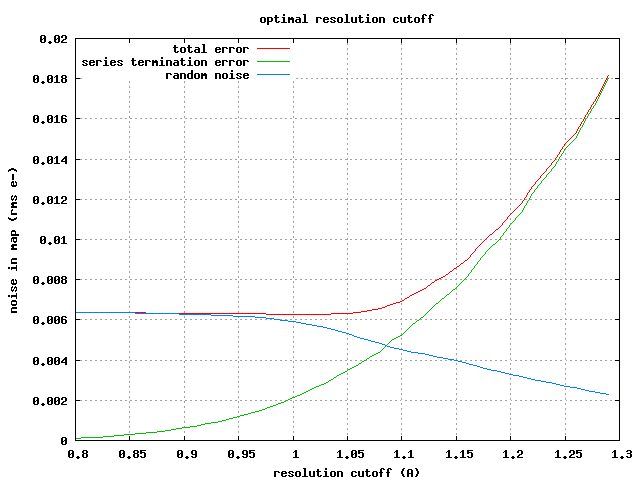 optimal resolution cutoff
total error
series termination error
random noise
0.02
0.018
0.016
0.014
0.012
0.01
0.008
0.006
0.004
0.002
0
noise in map (rms e-)
0.8 0.85 0.9 0.95 1 1.05 1.1 1.15 1.2 1.25 1.3
resolution cutoff (A)